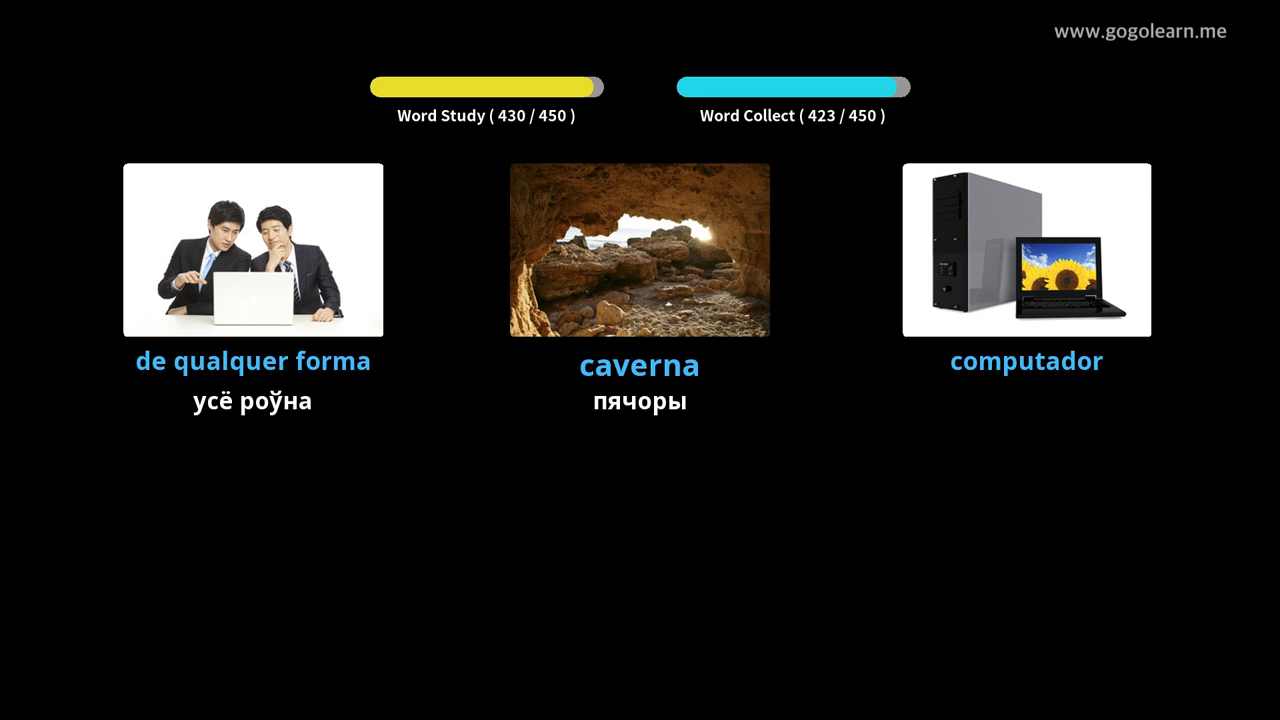 www.gogolearn.me
Word Study ( 430 / 450 )
Word Collect ( 423 / 450 )
de qualquer forma
усё роўна
caverna
пячоры
computador